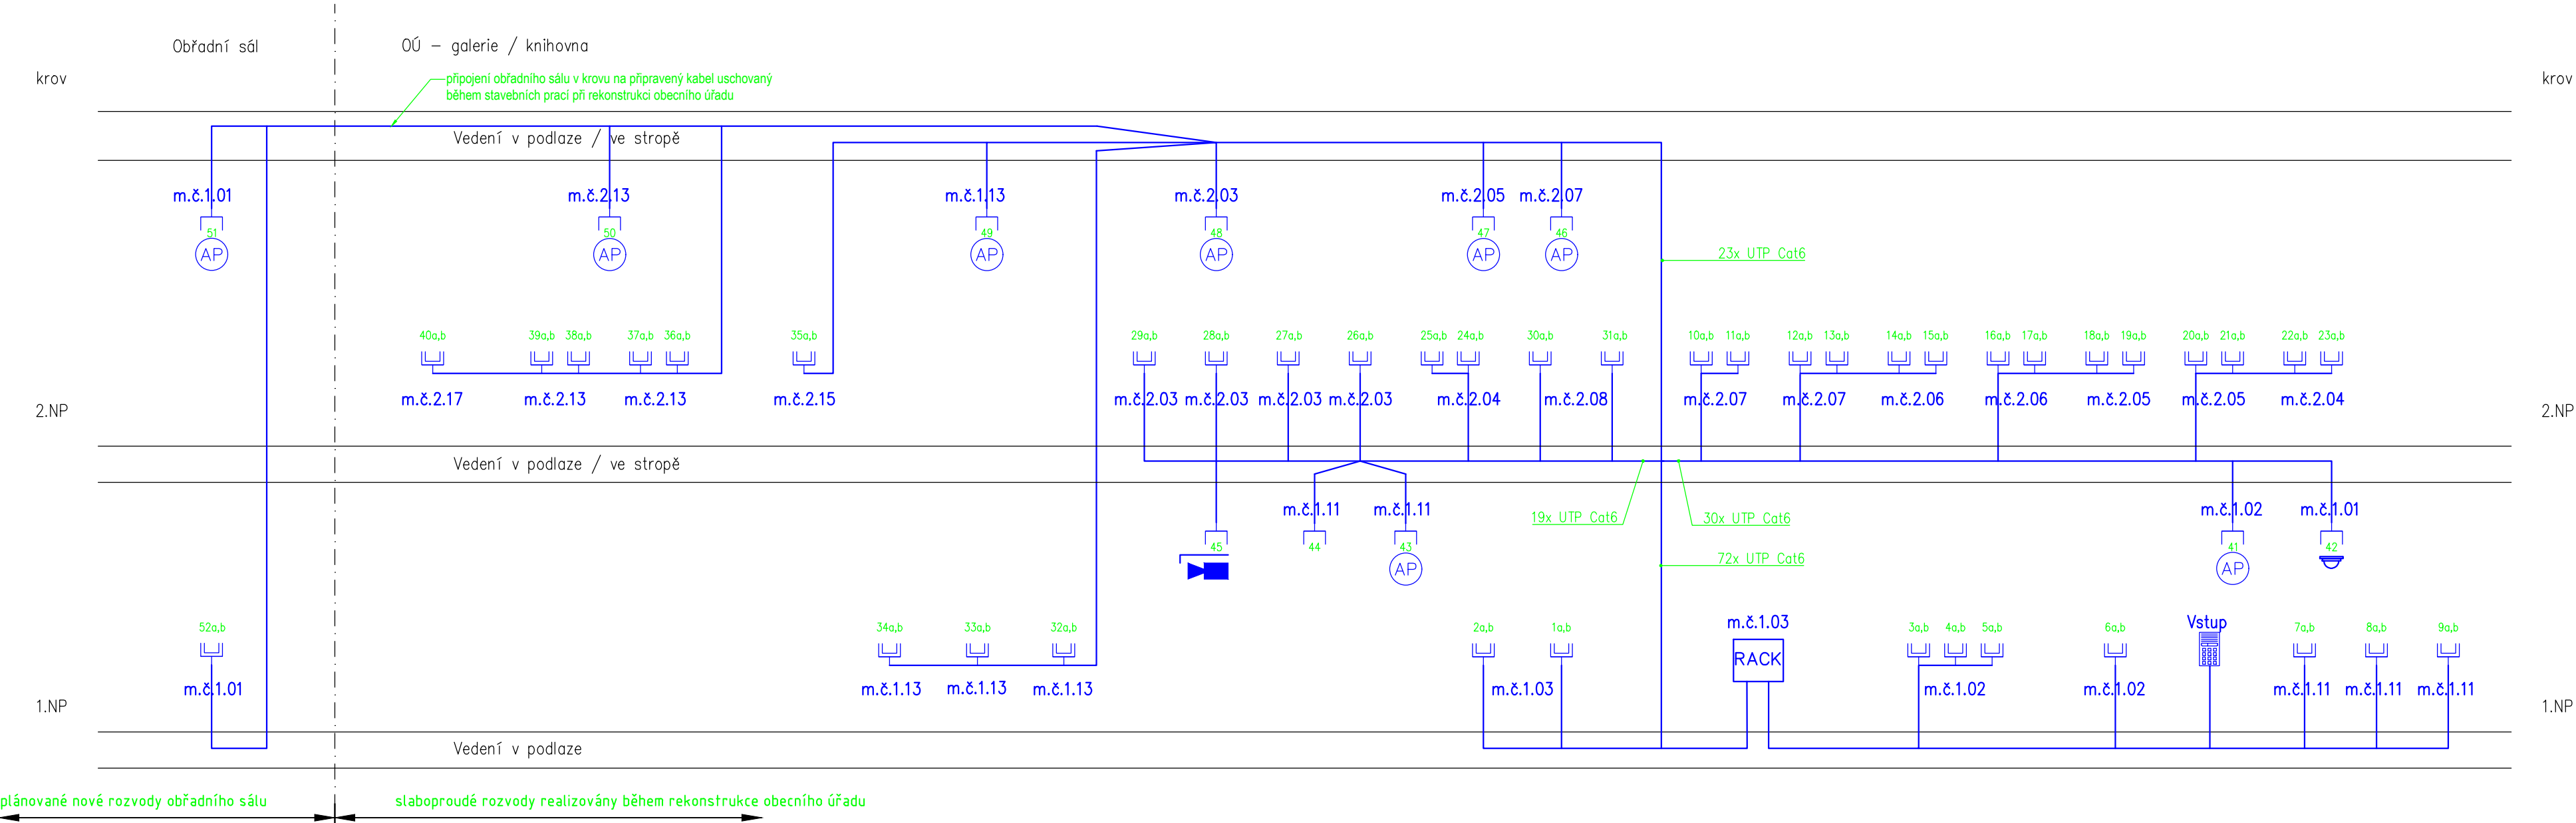 Obřadní sál
OÚ – galerie / knihovna
krov
krov
připojení obřadního sálu v krovu na připravený kabel uschovaný
během stavebních prací při rekonstrukci obecního úřadu
Vedení v podlaze / ve stropě
m.č.1.01
m.č.2.13
m.č.1.13
m.č.2.03
m.č.2.05
m.č.2.07
51
50
49
48
47
46
AP
AP
AP
AP
AP
AP
23x UTP Cat6
40a,b
39a,b
38a,b
37a,b
36a,b
35a,b
29a,b
28a,b
27a,b
26a,b
25a,b
24a,b
30a,b
31a,b
10a,b
11a,b
12a,b
13a,b
14a,b
15a,b
16a,b
17a,b
18a,b
19a,b
20a,b
21a,b
22a,b
23a,b
m.č.2.17
m.č.2.13
m.č.2.13
m.č.2.15
m.č.2.03
m.č.2.03
m.č.2.03
m.č.2.03
m.č.2.04
m.č.2.08
m.č.2.07
m.č.2.07
m.č.2.06
m.č.2.06
m.č.2.05
m.č.2.05
m.č.2.04
2.NP
2.NP
Vedení v podlaze / ve stropě
m.č.1.11
m.č.1.11
m.č.1.02
m.č.1.01
19x UTP Cat6
30x UTP Cat6
45
44
43
41
42
72x UTP Cat6
AP
AP
52a,b
34a,b
33a,b
32a,b
2a,b
1a,b
m.č.1.03
3a,b
4a,b
5a,b
6a,b
Vstup
7a,b
8a,b
9a,b
RACK
m.č.1.01
m.č.1.13
m.č.1.13
m.č.1.13
m.č.1.03
m.č.1.02
m.č.1.02
m.č.1.11
m.č.1.11
m.č.1.11
1.NP
1.NP
Vedení v podlaze
plánované nové rozvody obřadního sálu
slaboproudé rozvody realizovány během rekonstrukce obecního úřadu